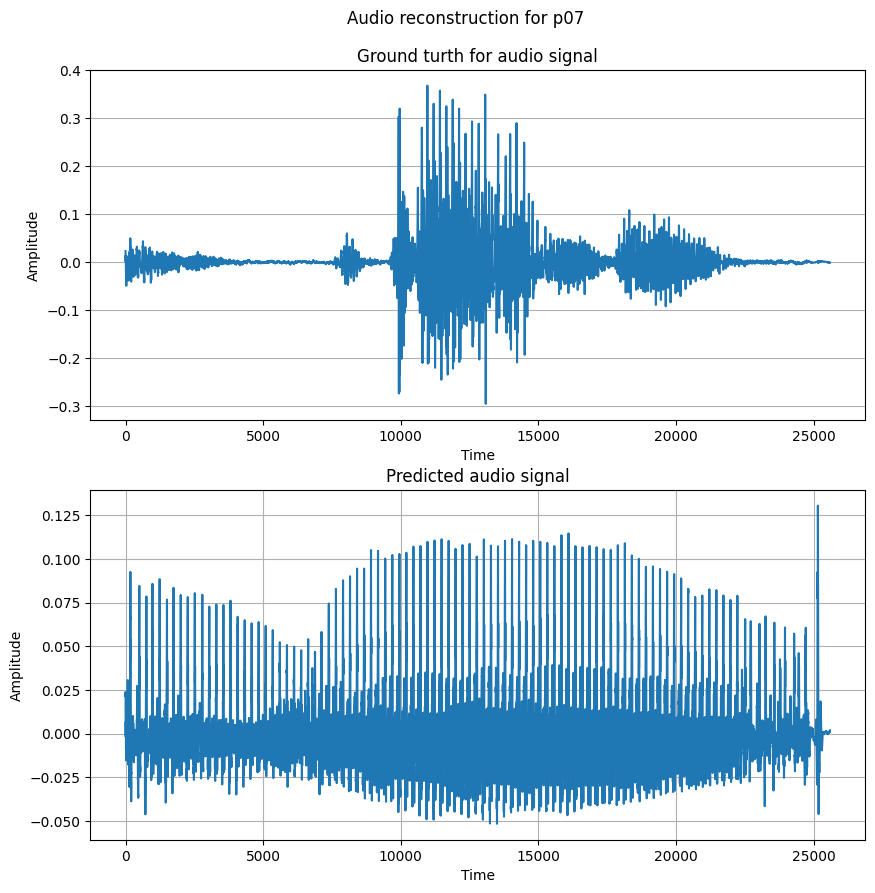 Audio reconstruction for p07
Ground turth for audio signal
0.4
0.3
0.2
0.1
0.0
−0.1
−0.2
−0.3
Amplitude
0 5000 10000 15000 20000 25000
Time
Predicted audio signal
0.125
0.100
0.075
0.050
0.025
0.000
−0.025
−0.050
Amplitude
0 5000 10000 15000 20000 25000
Time